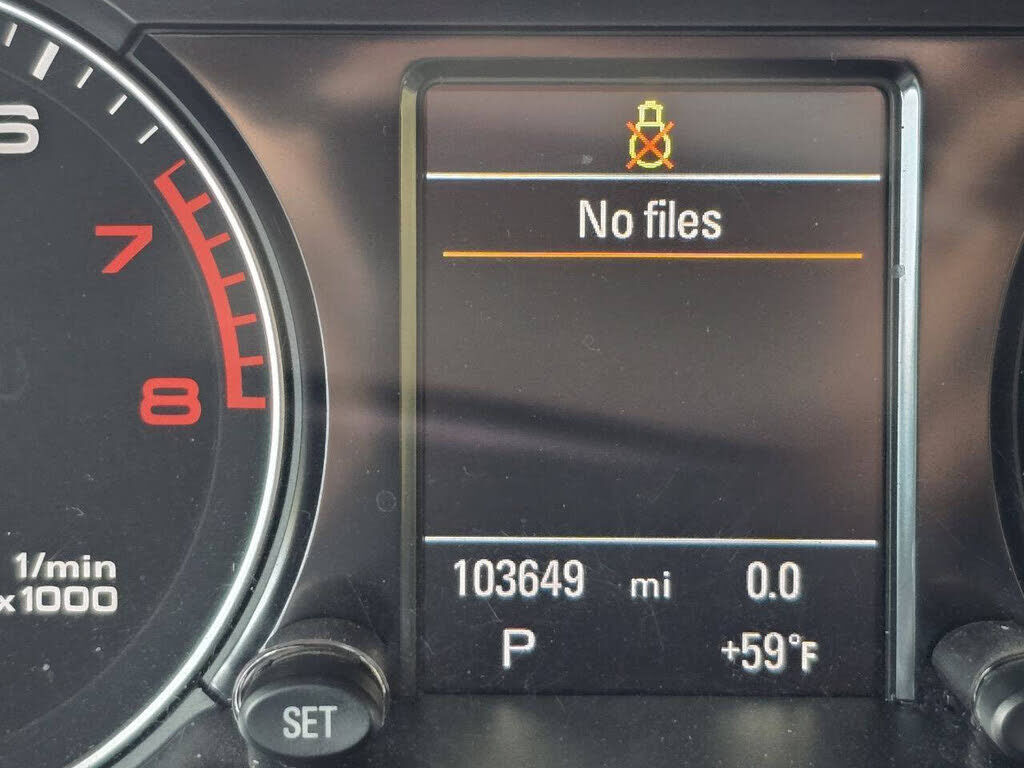 No files
6
7
8
1/min
x1000
103649 mi 0.0
P +59°F
SET